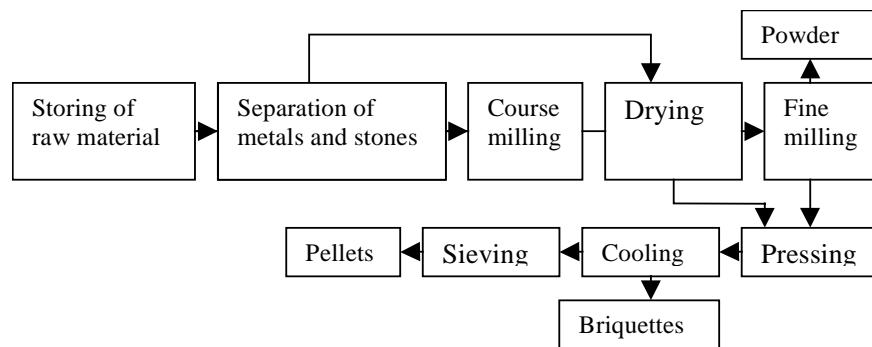 Powder
Storing of
raw material
Separation of
metals and stones
Course
milling
Drying
Fine
milling
Pellets
Sieving
Cooling
Pressing
Briquettes